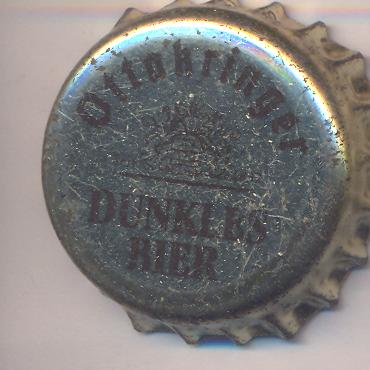 Ottakringer
DUNKLES
BIER